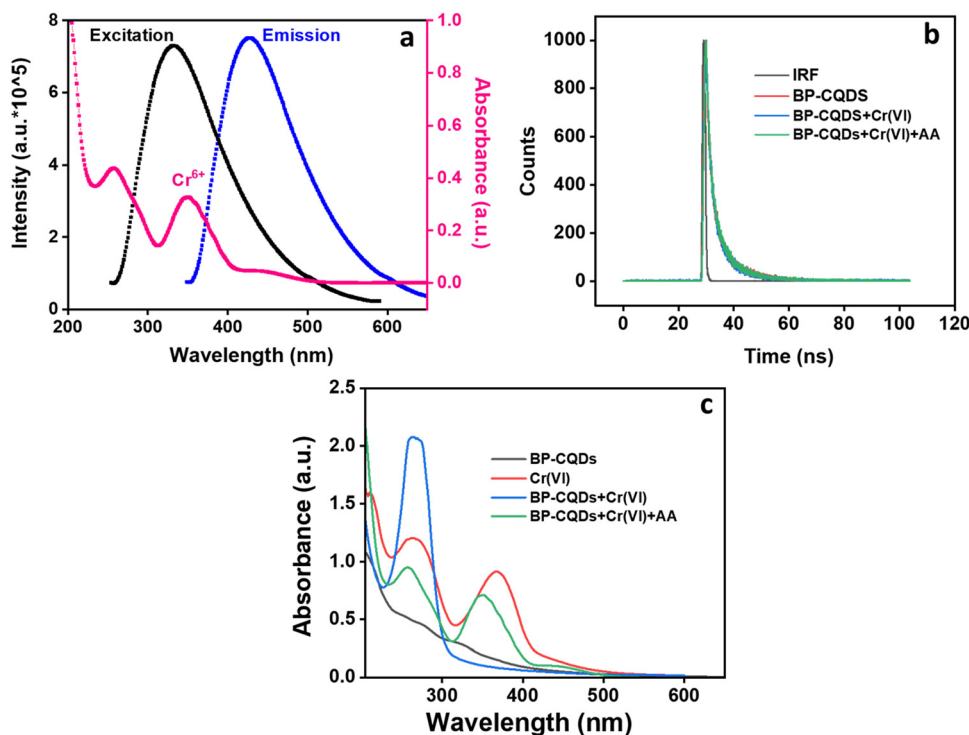 a
Excitation
Emission
Cr6+
Intensity (a.u.*10^5)
8
6
4
2
0
Absorbance (a.u.)
1.0
0.8
0.6
0.4
0.2
0.0
200 300 400 500 600
Wavelength (nm)
b
IRF
BP-CQDS
BP-CQDS+Cr(VI)
BP-CQDs+Cr(VI)+AA
Counts
1000
800
600
400
200
0
0 20 40 60 80 100 120
Time (ns)
c
BP-CQDs
Cr(VI)
BP-CQDs+Cr(VI)
BP-CQDs+Cr(VI)+AA
Absorbance (a.u.)
2.5
2.0
1.5
1.0
0.5
0.0
300 400 500 600
Wavelength (nm)